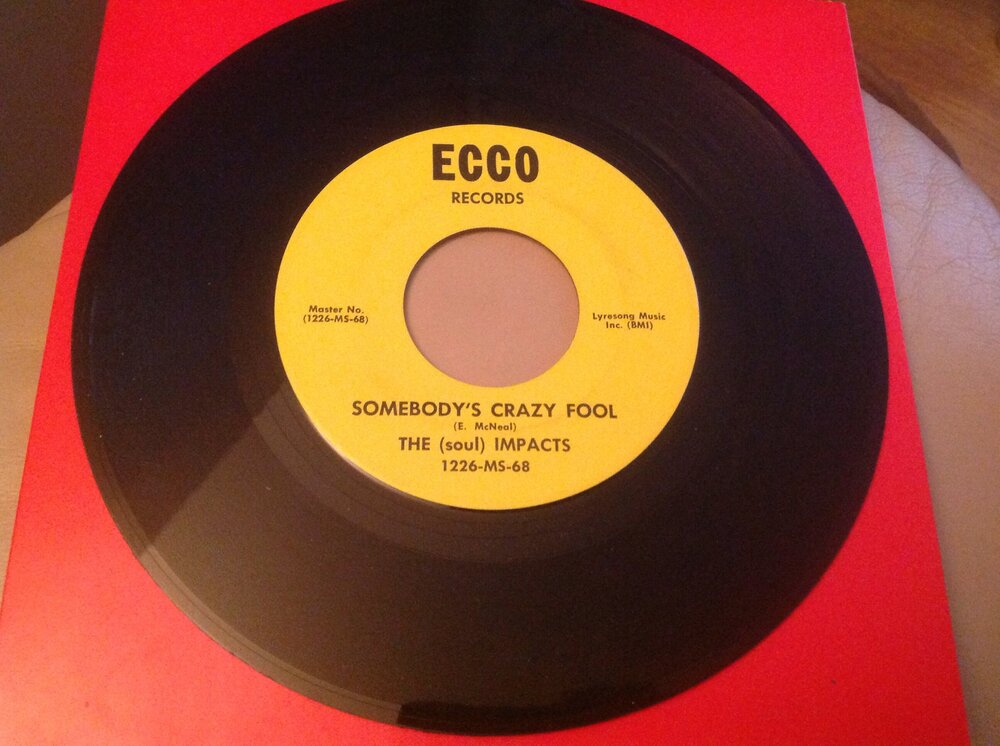 ECCO
RECORDS
Master No.
(1226-MS-68)
Lyresong Music
Inc. (BMI)
SOMEBODY'S CRAZY FOOL
(E. McNeal)
THE (soul) IMPACTS
1226-MS-68